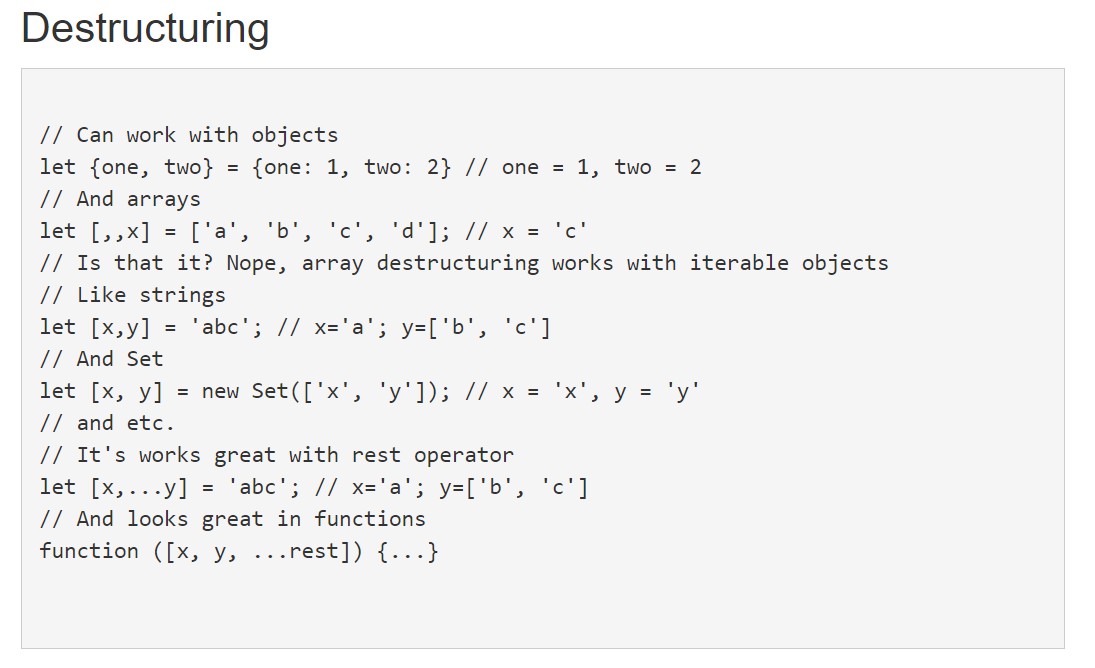 Destructuring
// Can work with objects
let {one, two} = {one: 1, two: 2} // one = 1, two = 2
// And arrays
let [,,x] = ['a', 'b', 'c', 'd']; // x = 'c'
// Is that it? Nope, array destructuring works with iterable objects
// Like strings
let [x,y] = 'abc'; // x='a'; y=['b', 'c']
// And Set
let [x, y] = new Set(['x', 'y']); // x = 'x', y = 'y'
// and etc.
// It's works great with rest operator
let [x,...y] = 'abc'; // x='a'; y=['b', 'c']
// And looks great in functions
function ([x, y, ...rest]) {...}